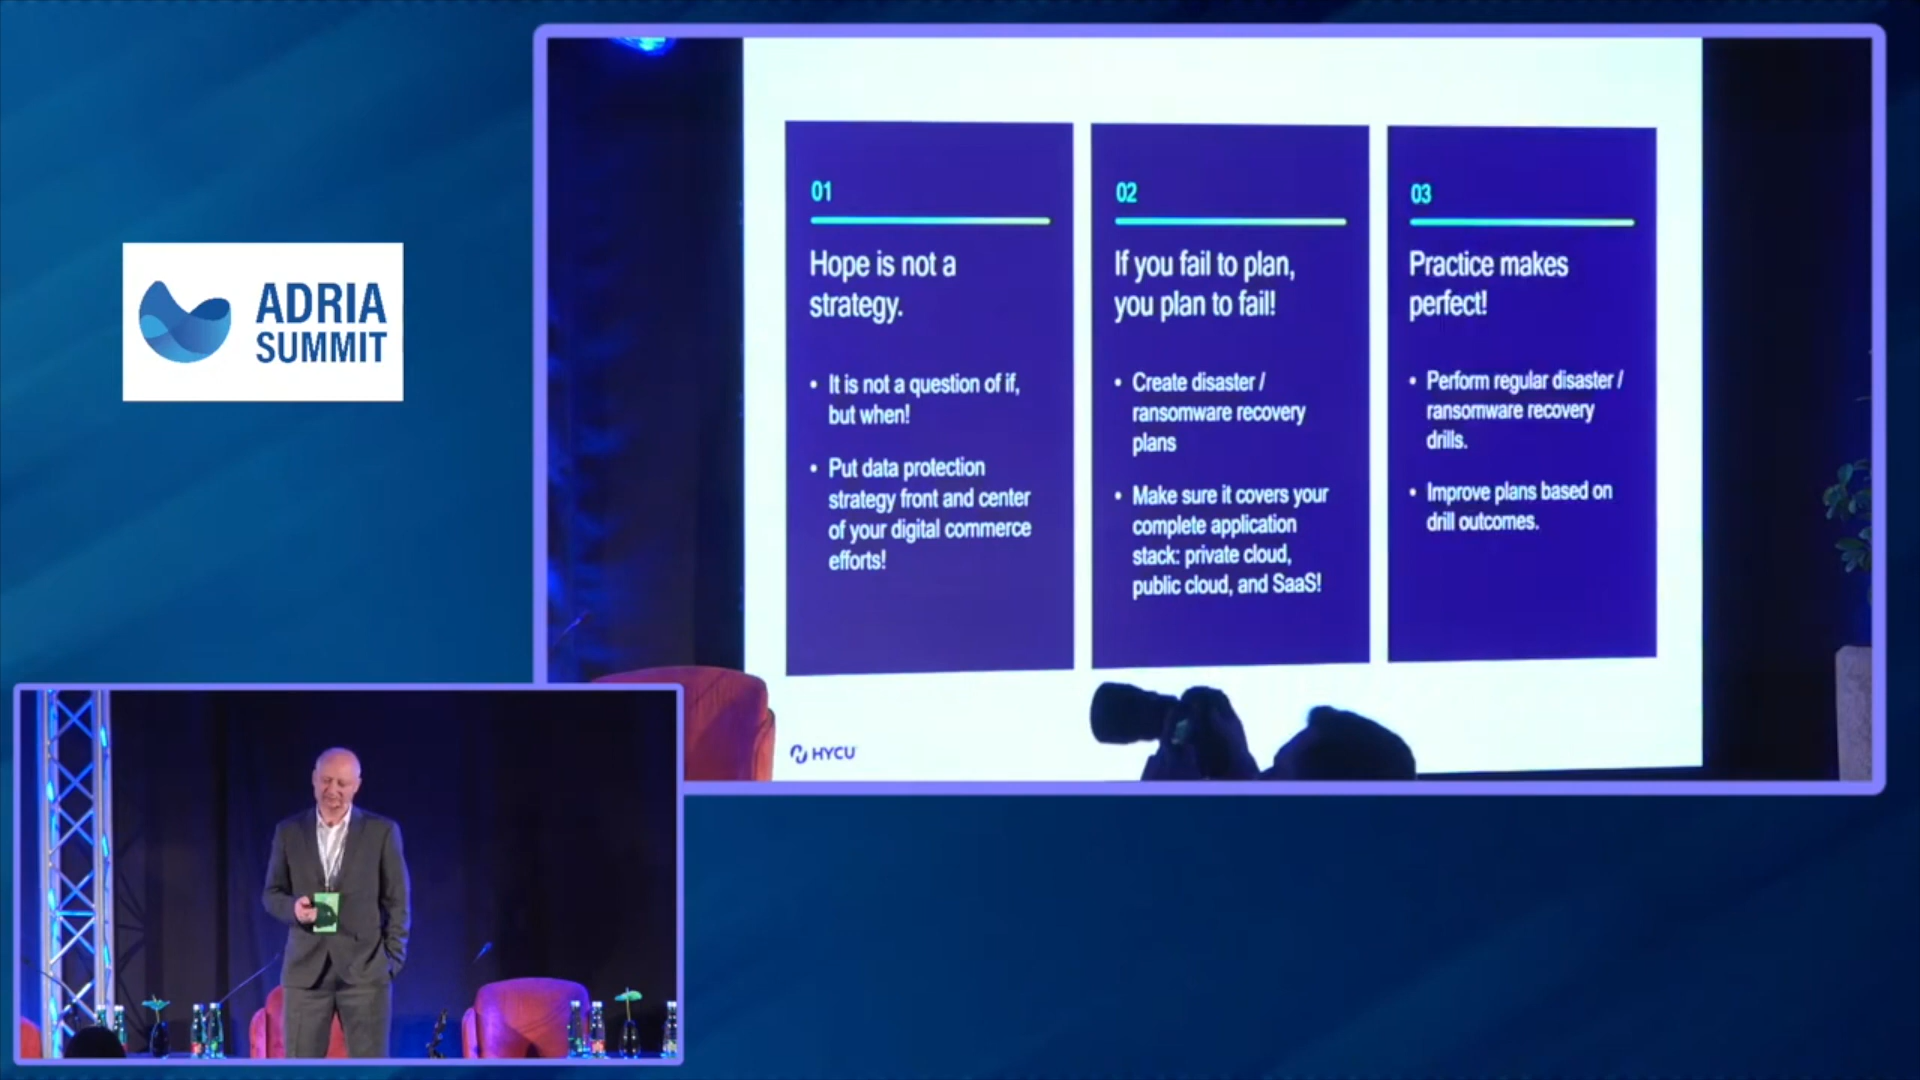 ADRIA
SUMMIT
01
Hope is not a
strategy.
• It is not a question of if,
but when!
• Put data protection
strategy front and center
of your digital commerce
efforts!
02
If you fail to plan,
you plan to fail!
• Create disaster /
ransomware recovery
plans
• Make sure it covers your
complete application
stack: private cloud,
public cloud, and SaaS!
03
Practice makes
perfect!
• Perform regular disaster /
ransomware recovery
drills.
• Improve plans based on
drill outcomes.
HYCU